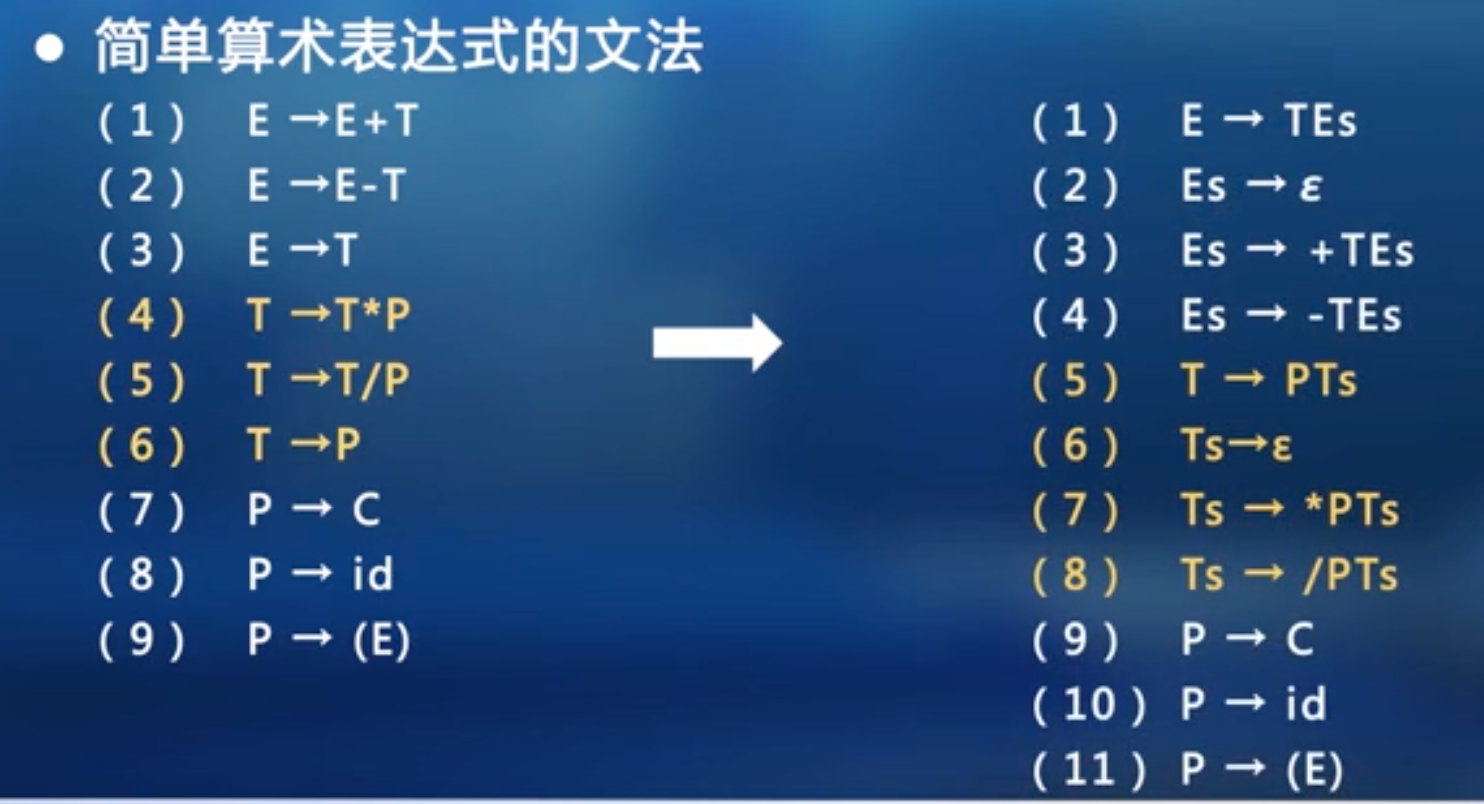 ● 简单算术表达式的文法
(1) E →E+T
(2) E →E-T
(3) E →T
(4) T →T*P
(5) T →T/P
(6) T →P
(7) P → C
(8) P → id
(9) P → (E)
(1) E → TEs
(2) Es → ε
(3) Es → +TEs
(4) Es → -TEs
(5) T → PTs
(6) Ts→ε
(7) Ts → *PTs
(8) Ts → /PTs
(9) P → C
(10) P → id
(11) P → (E)